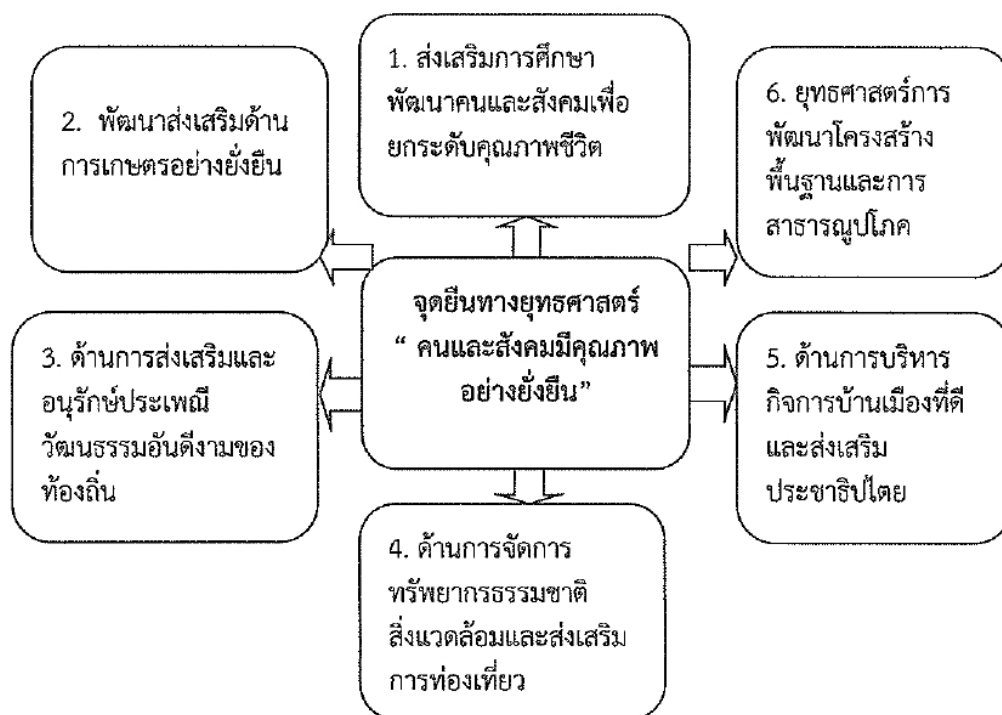 1. ส่งเสริมการศึกษา
พัฒนาคนและสังคมเพื่อ
ยกระดับคุณภาพชีวิต
2. พัฒนาส่งเสริมด้าน
การเกษตรอย่างยั่งยืน
6. ยุทธศาสตร์การ
พัฒนาโครงสร้าง
พื้นฐานและการ
สาธารณูปโภค
จุดยืนทางยุทธศาสตร์
“ คนและสังคมมีคุณภาพ
อย่างยั่งยืน”
3. ด้านการส่งเสริมและ
อนุรักษ์ประเพณี
วัฒนธรรมอันดีงามของ
ท้องถิ่น
5. ด้านการบริหาร
กิจการบ้านเมืองที่ดี
และส่งเสริม
ประชาธิปไตย
4. ด้านการจัดการ
ทรัพยากรธรรมชาติ
สิ่งแวดล้อมและส่งเสริม
การท่องเที่ยว